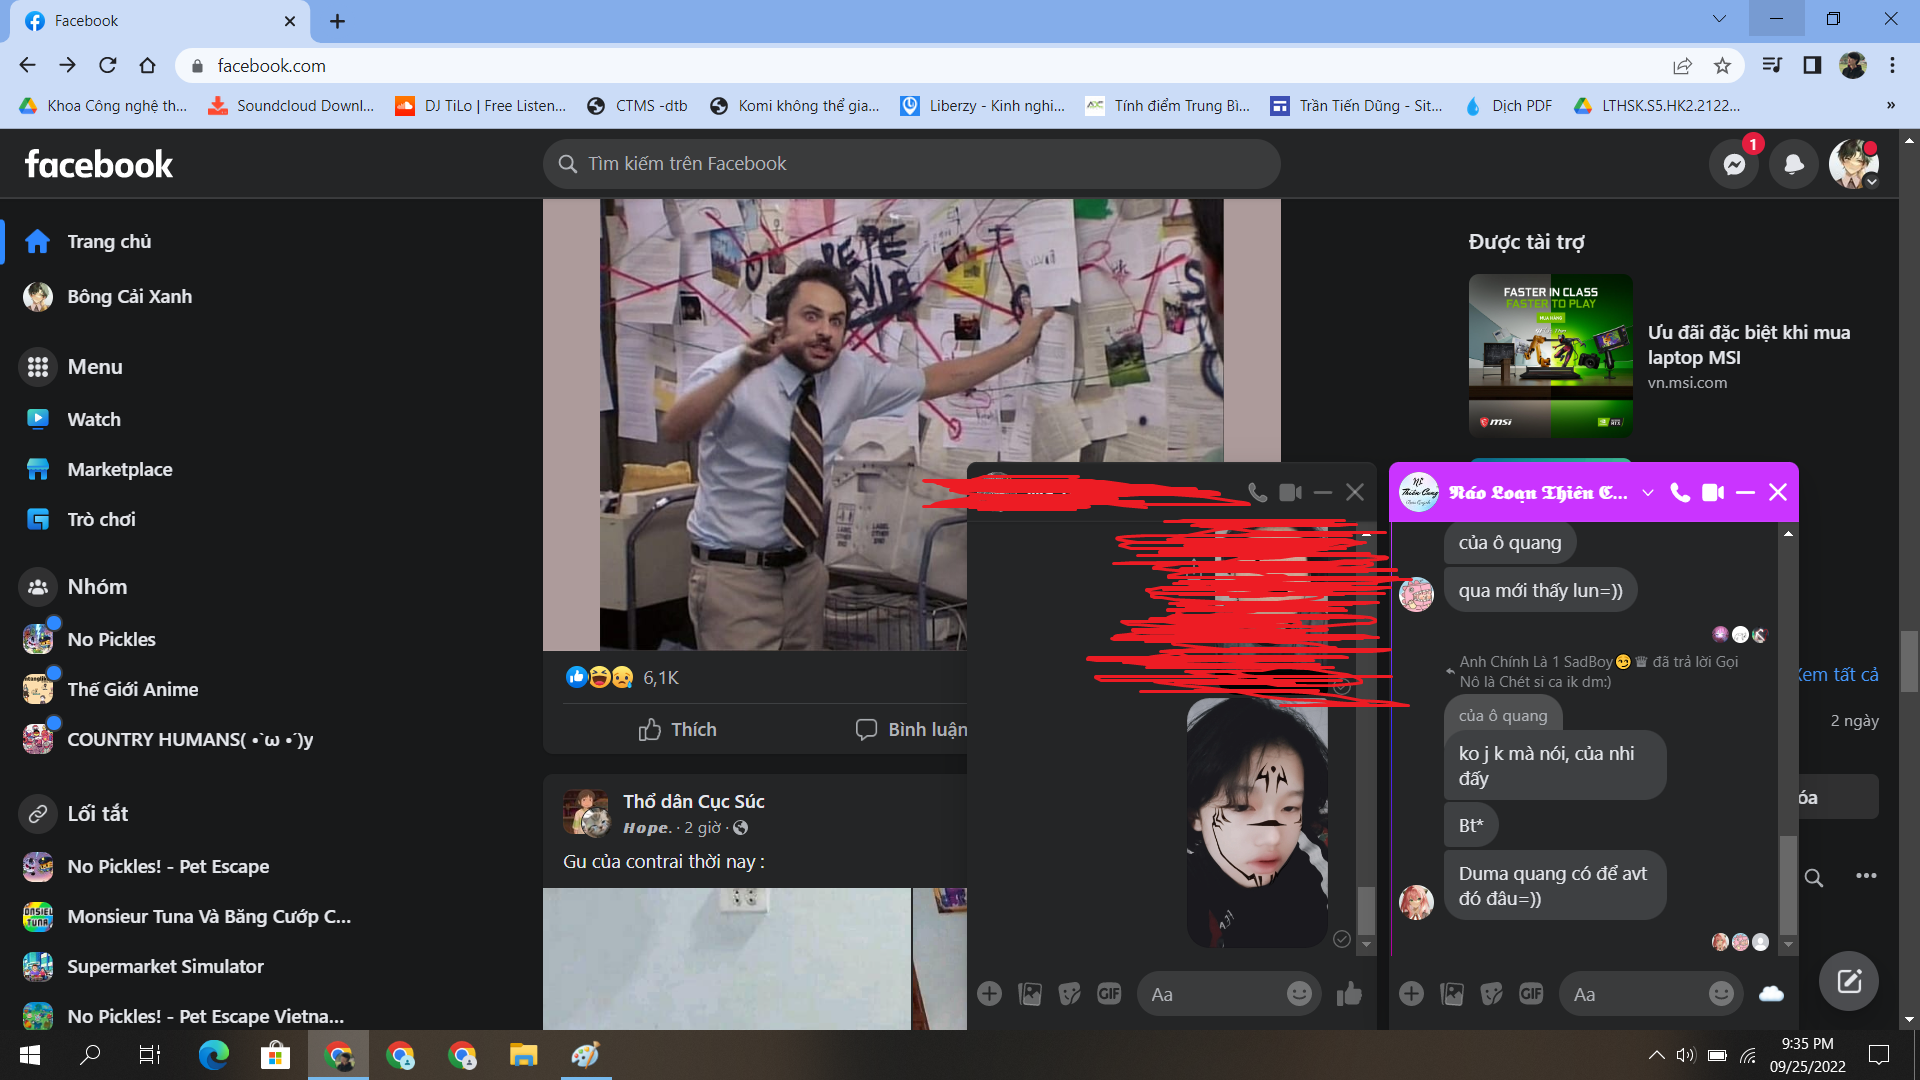 Facebook
facebook.com
Khoa Công nghệ th...
Soundcloud Downl...
DJ TiLo | Free Listen...
CTMS -dtb
Komi không thể gia...
Liberzy - Kinh nghi...
Tính điểm Trung Bì...
Trần Tiến Dũng - Sit...
Dịch PDF
LTHSK.S5.HK2.2122...
»
facebook
Tìm kiếm trên Facebook
1
Trang chủ
Bông Cải Xanh
Menu
Watch
Marketplace
Trò chơi
Nhóm
No Pickles
Thế Giới Anime
COUNTRY HUMANS( •`ω •´)y
Lối tắt
No Pickles! - Pet Escape
Monsieur Tuna Và Băng Cướp C...
Supermarket Simulator
No Pickles! - Pet Escape Vietna...
PEPE
SILVIA
6,1K
Thích
Bình luận
Thổ dân Cục Súc
Hope. · 2 giờ ·
Gu của contrai thời nay :
Được tài trợ
FASTER IN CLASS
FASTER TO PLAY
MUA HÀNG
msi
Ưu đãi đặc biệt khi mua
laptop MSI
vn.msi.com
Xem tất cả
2 ngày
óa
GIF
Aa
Náo Loạn Thiên C...
của ô quang
qua mới thấy lun=))
Anh Chính Là 1 SadBoy😏♕ đã trả lời Gọi
Nô là Chét si ca ik dm:)
của ô quang
ko j k mà nói, của nhi
đấy
Bt*
Duma quang có để avt
đó đâu=))
GIF
Aa
9:35 PM
09/25/2022